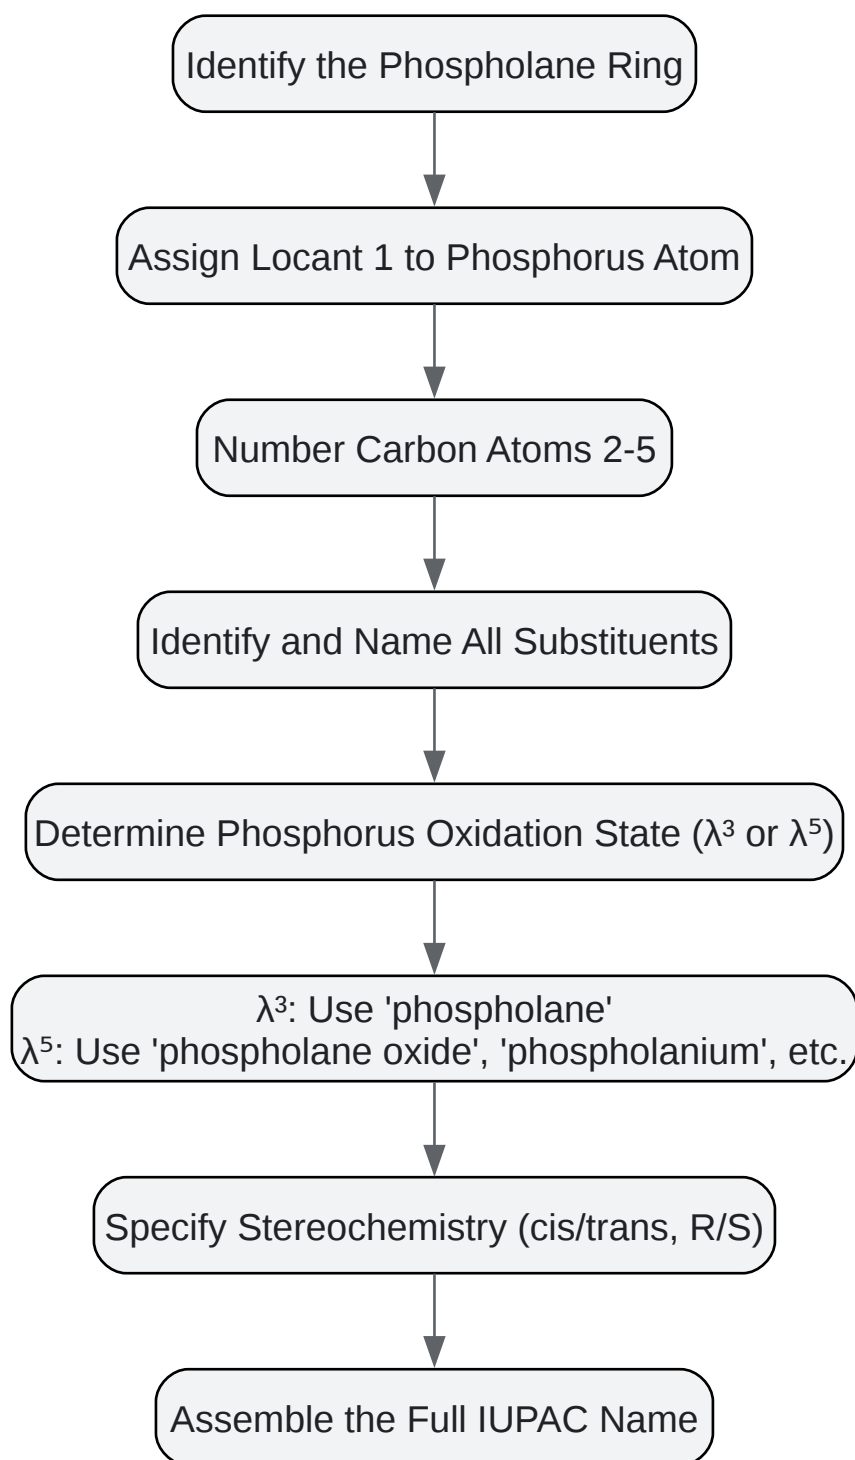 Identify the Phospholane Ring
Assign Locant 1 to Phosphorus Atom
Number Carbon Atoms 2-5
Identify and Name All Substituents
Determine Phosphorus Oxidation State (λ³ or λ⁵)
λ³: Use 'phospholane'
λ⁵: Use 'phospholane oxide', 'phospholanium', etc.
Specify Stereochemistry (cis/trans, R/S)
Assemble the Full IUPAC Name